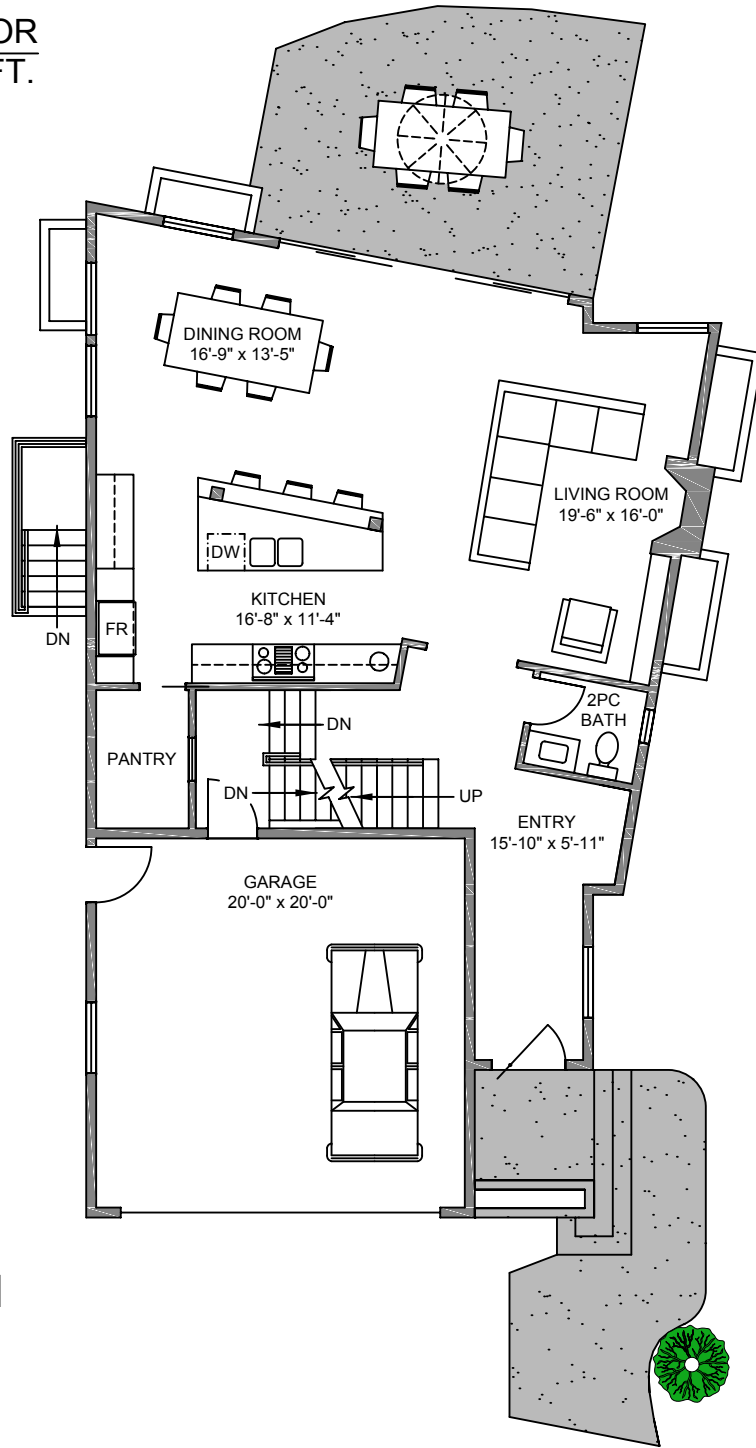 FT.
DINING ROOM
16'-9" x 13'-5"
LIVING ROOM
19'-6" x 16'-0"
DW
KITCHEN
16'-8" x 11'-4"
FR
DN
2PC
BATH
DN
PANTRY
DN
UP
ENTRY
15'-10" x 5'-11"
GARAGE
20'-0" x 20'-0"